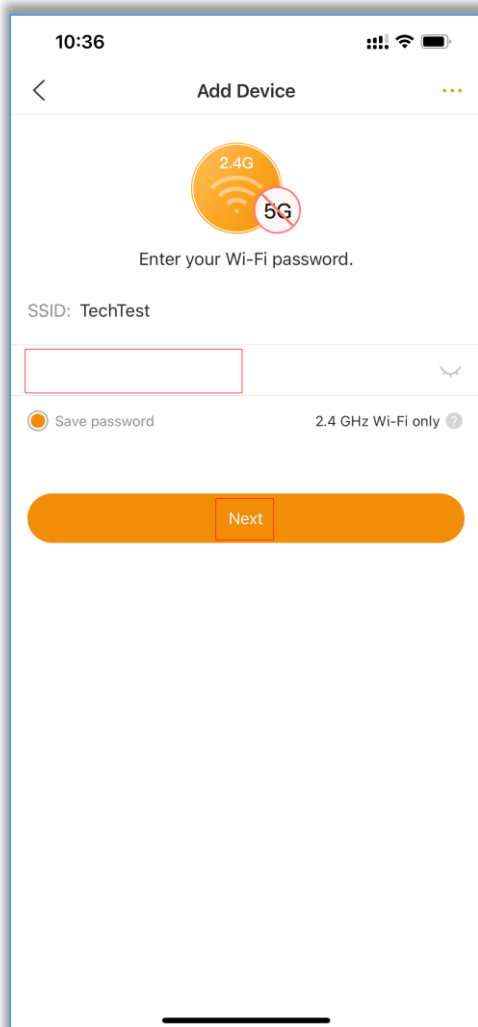 10:36
Add Device
2.4G
5G
Enter your Wi-Fi password.
SSID: TechTest
Save password
2.4 GHz Wi-Fi only ?
Next